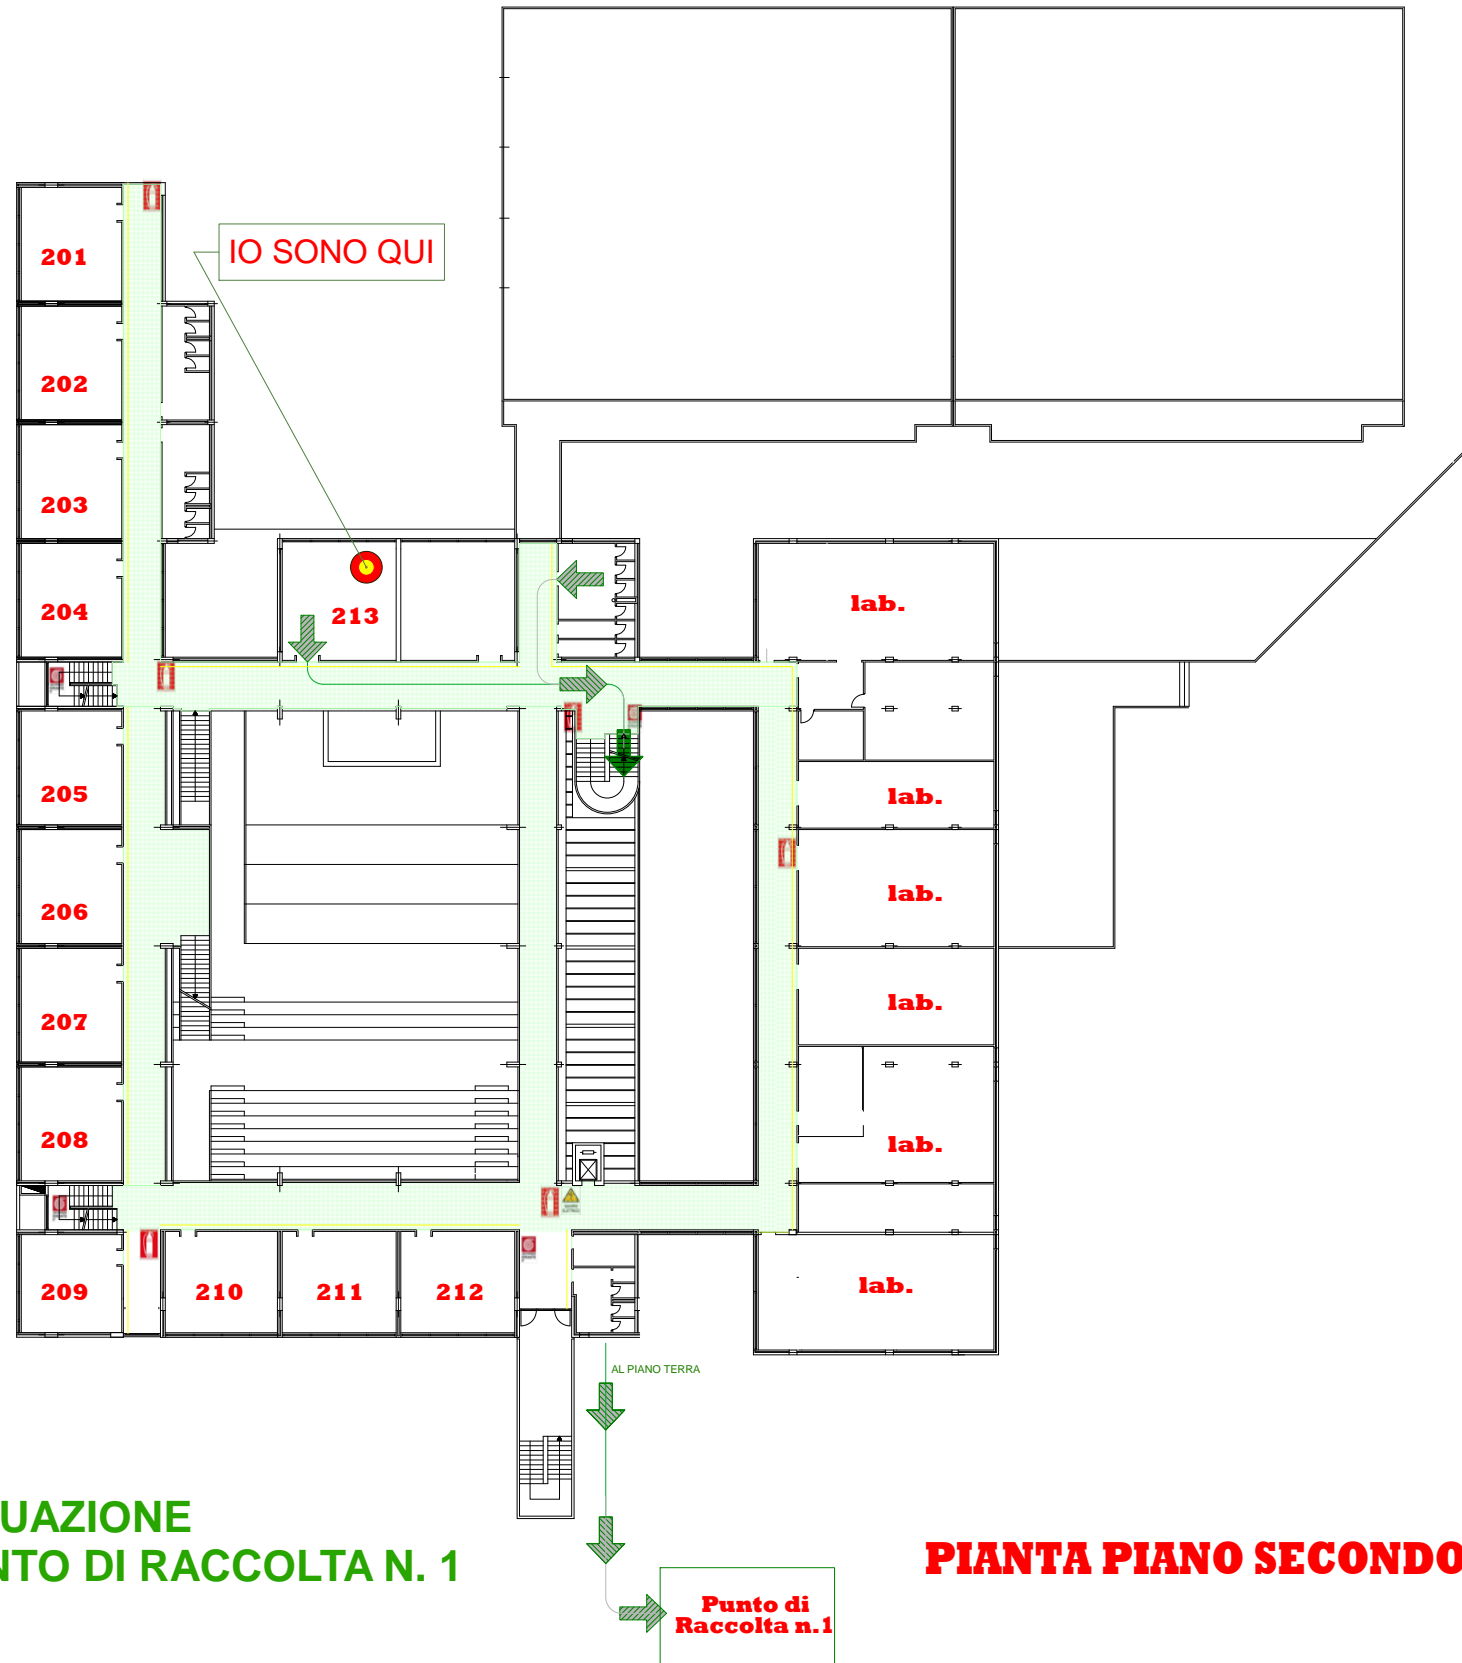 IO SONO QUI
201
202
203
204
213
lab.
205
lab.
206
lab.
207
lab.
208
lab.
209
210
211
212
lab.
AL PIANO TERRA
UAZIONE
NTO DI RACCOLTA N. 1
PIANTA PIANO SECONDO
Punto di
Raccolta n.1